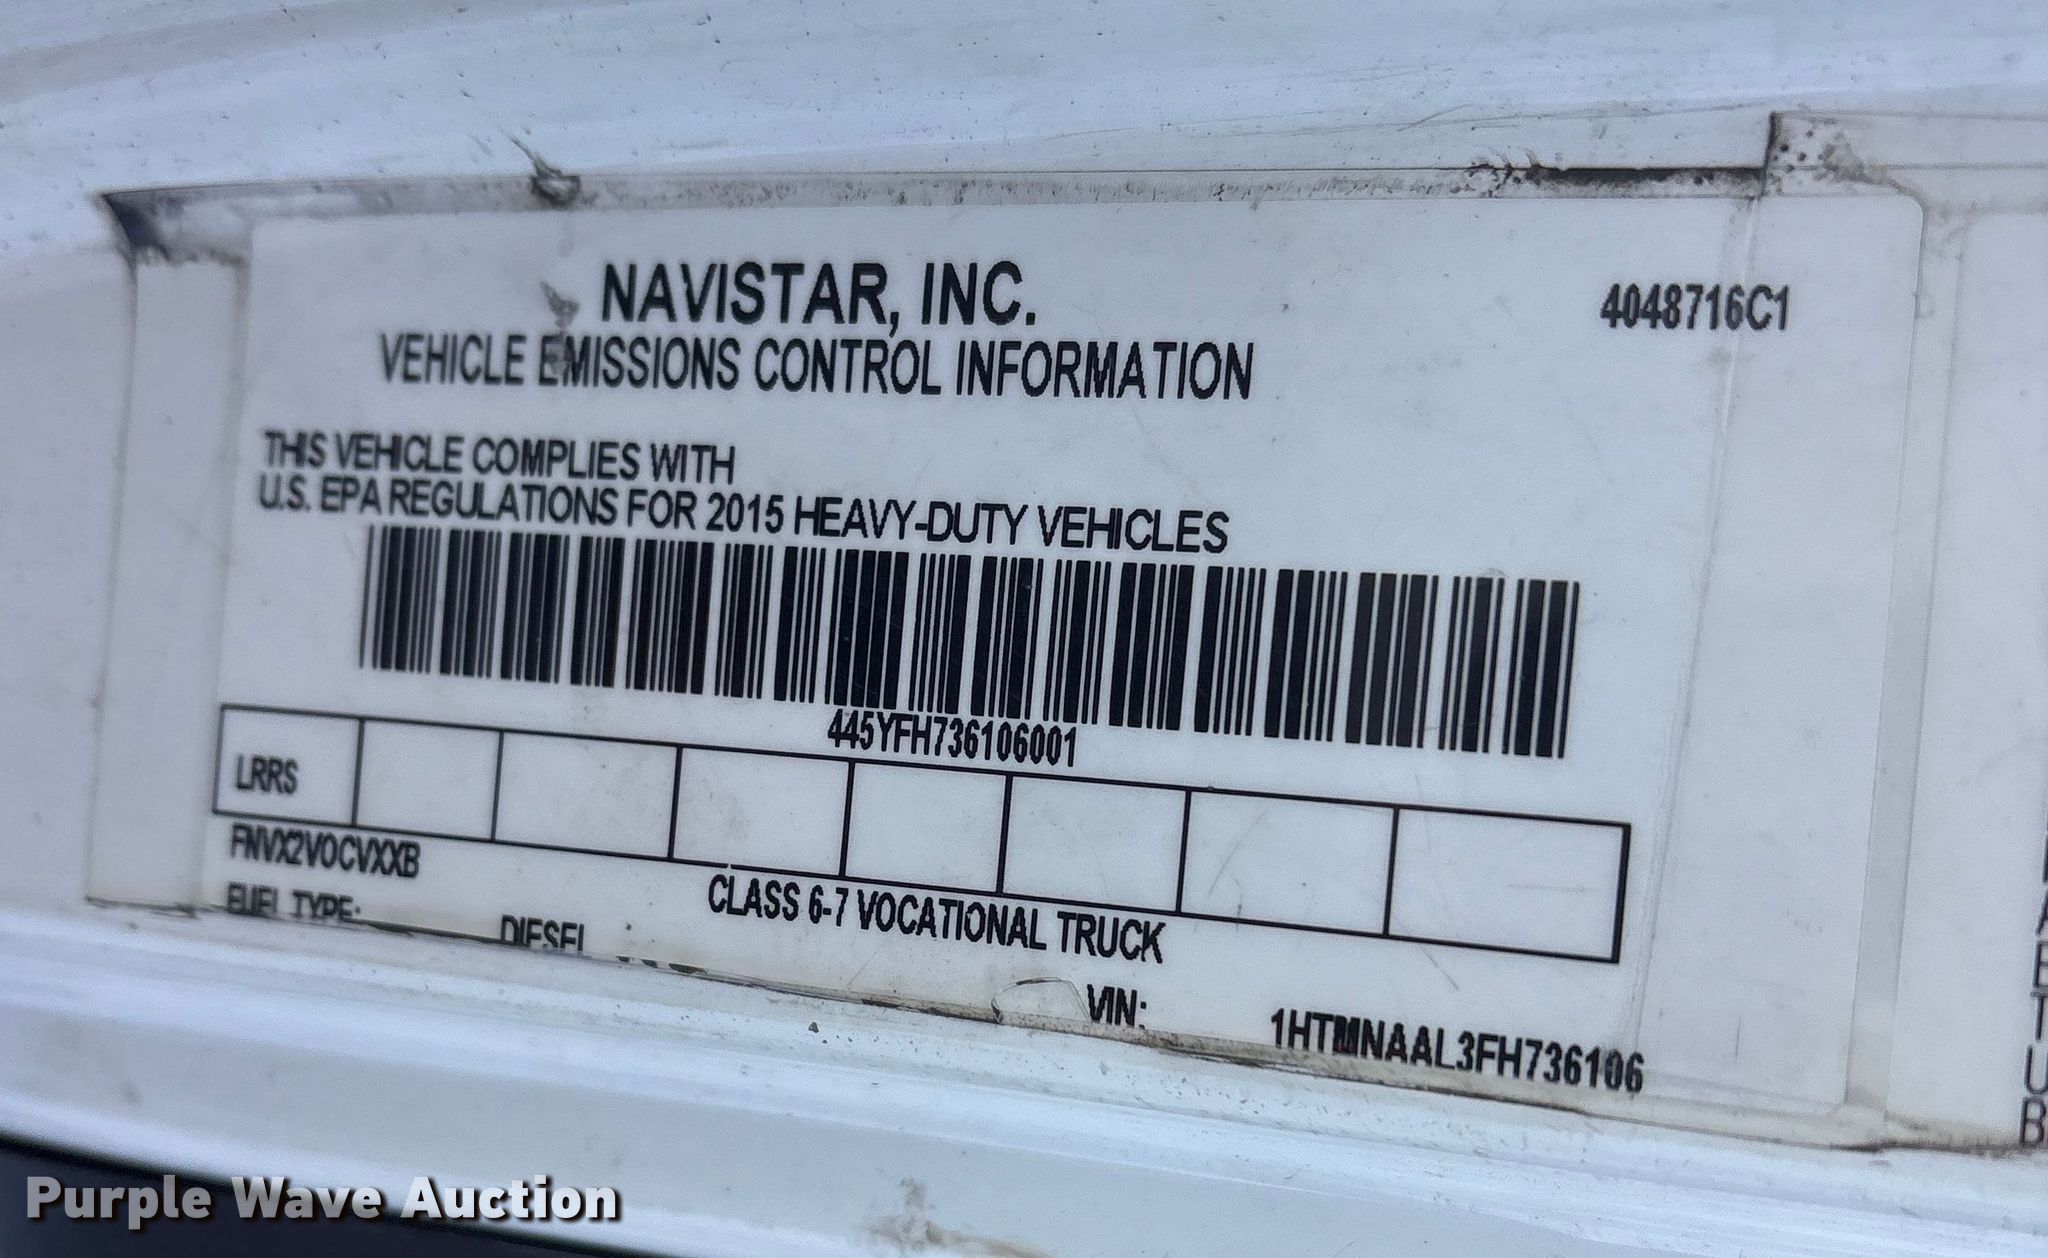 NAVISTAR, INC.
4048716C1
VEHICLE EMISSIONS CONTROL INFORMATION
THIS VEHICLE COMPLIES WITH
U.S. EPA REGULATIONS FOR 2015 HEAVY-DUTY VEHICLES
445YFH736106001
LRRS
FNVX2VOCVXXB
CLASS 6-7 VOCATIONAL TRUCK
FUEL TYPE:
DIESEL
VIN:
1HTMNAAL3FH736106
Purple Wave Auction